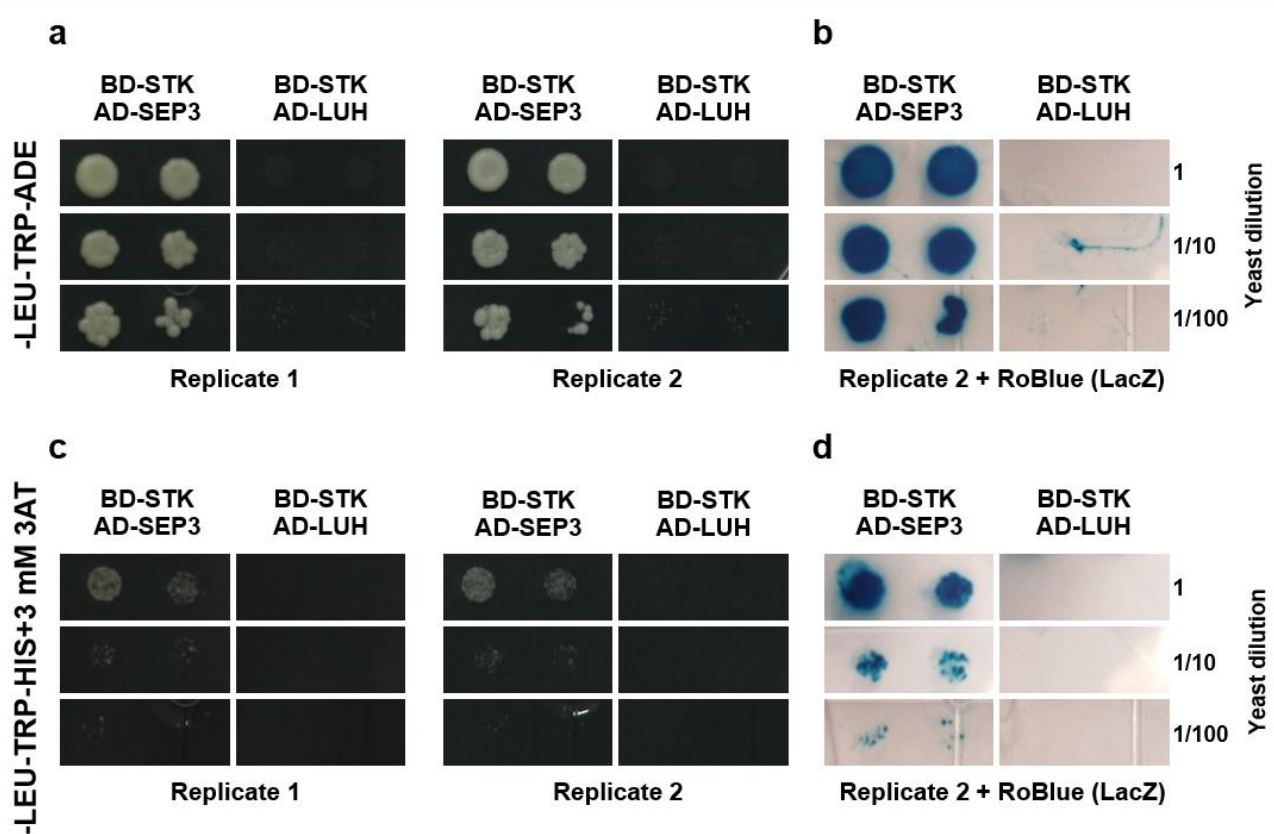 a
b
BD-STK
AD-SEP3
BD-STK
AD-LUH
BD-STK
AD-SEP3
BD-STK
AD-LUH
BD-STK
AD-SEP3
BD-STK
AD-LUH
-LEU-TRP-ADE
1
1/10
1/100
Yeast dilution
Replicate 1
Replicate 2
Replicate 2 + RoBlue (LacZ)
c
d
BD-STK
AD-SEP3
BD-STK
AD-LUH
BD-STK
AD-SEP3
BD-STK
AD-LUH
BD-STK
AD-SEP3
BD-STK
AD-LUH
-LEU-TRP-HIS+3 mM 3AT
1
1/10
1/100
Yeast dilution
Replicate 1
Replicate 2
Replicate 2 + RoBlue (LacZ)